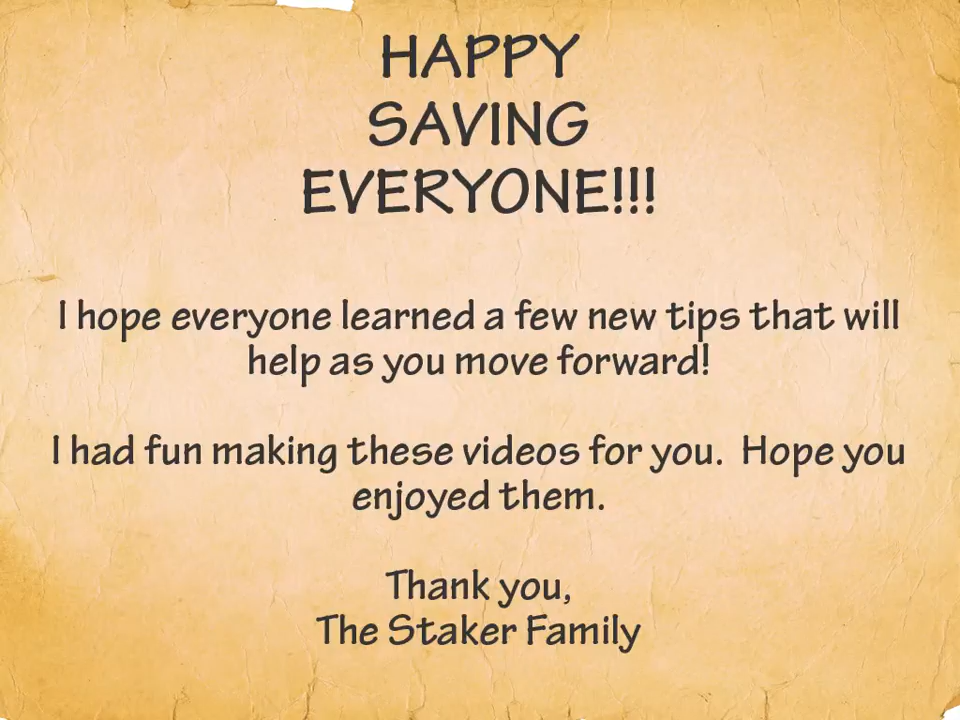 HAPPY
SAVING
EVERYONE!!!
I hope everyone learned a few new tips that will
help as you move forward!
I had fun making these videos for you.  Hope you
enjoyed them.
Thank you,
The Staker Family